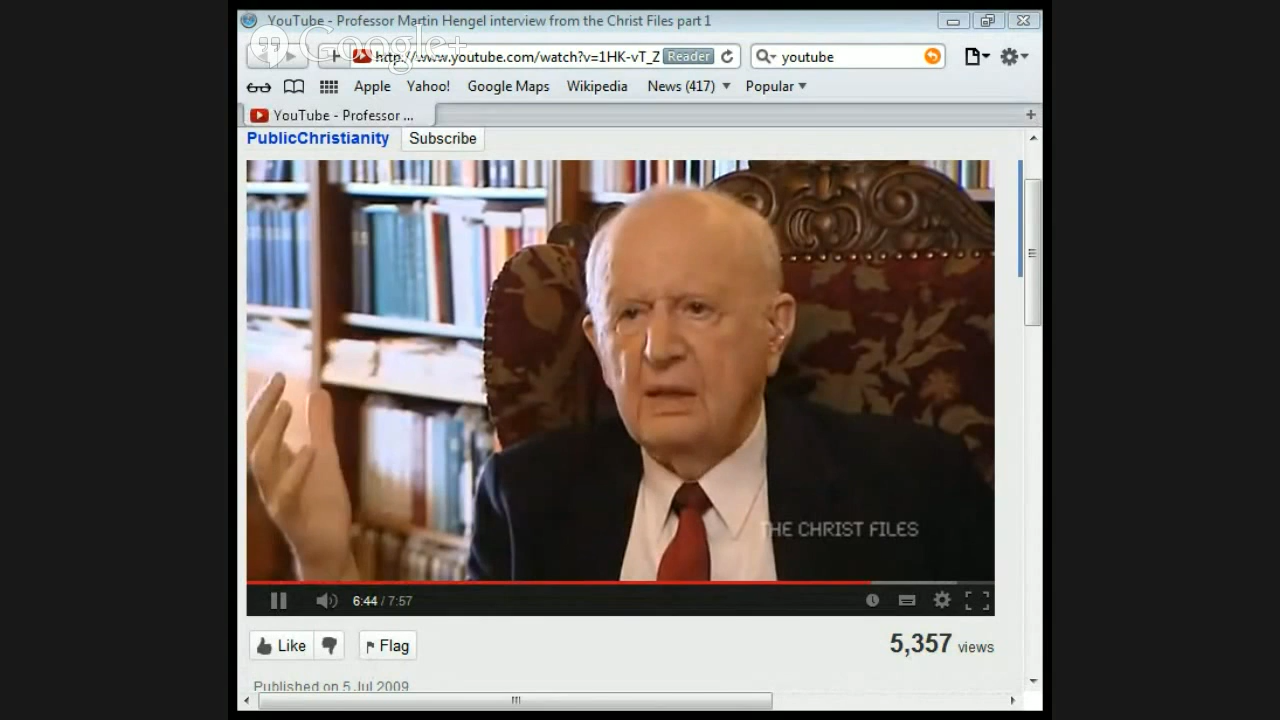 YouTube - Professor Martin Hengel interview from the Christ Files part 1
Google+
http://www.youtube.com/watch?v=1HK-vT_Z Reader
youtube
Apple Yahoo! Google Maps Wikipedia News (417) Popular
YouTube - Professor ...
PublicChristianity Subscribe
THE CHRIST FILES
6:44 / 7:57
Like Flag 5,357 views
Published on 5 Jul 2009